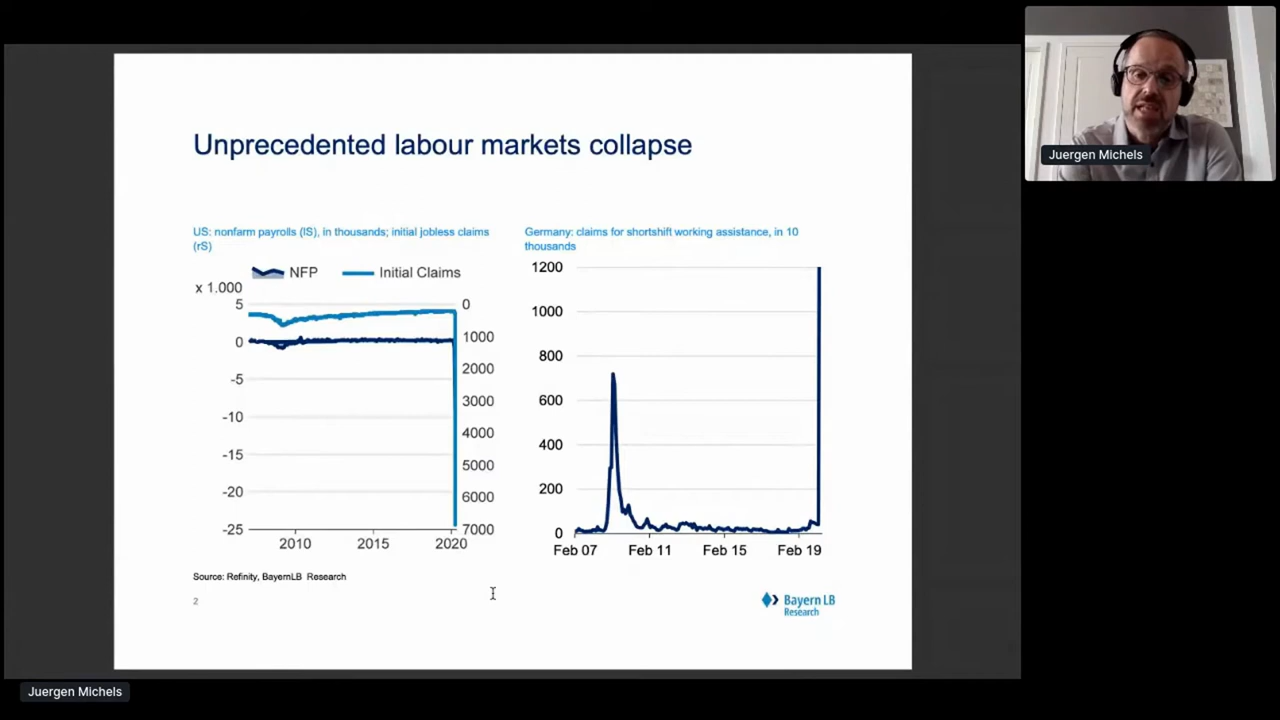 Unprecedented labour markets collapse
US: nonfarm payrolls (lS), in thousands; initial jobless claims
(rS)
NFP
Initial Claims
x 1.000
5
0
-5
-10
-15
-20
-25
0
1000
2000
3000
4000
5000
6000
7000
2010
2015
2020
Germany: claims for shortshift working assistance, in 10
thousands
1200
1000
800
600
400
200
0
Feb 07
Feb 11
Feb 15
Feb 19
Source: Refinity, BayernLB Research
2
Bayern LB
Research
Juergen Michels
Juergen Michels